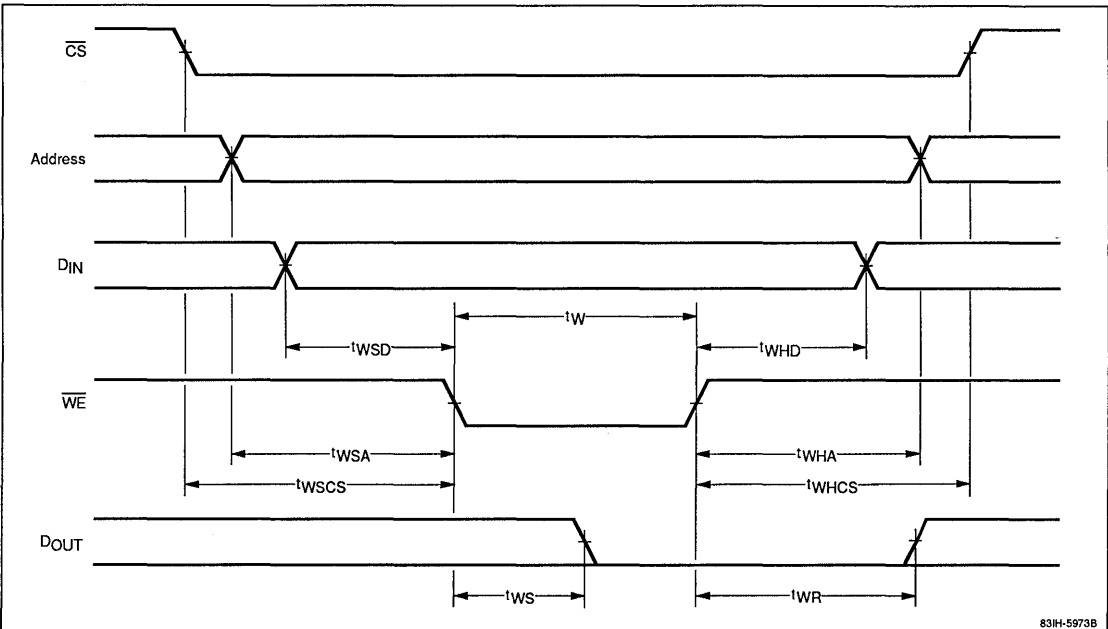 CS
Address
DIN
tW
tWSD
tWHD
WE
tWSA
tWHA
tWSCS
tWHCS
DOUT
tWS
tWR
83IH-5973B